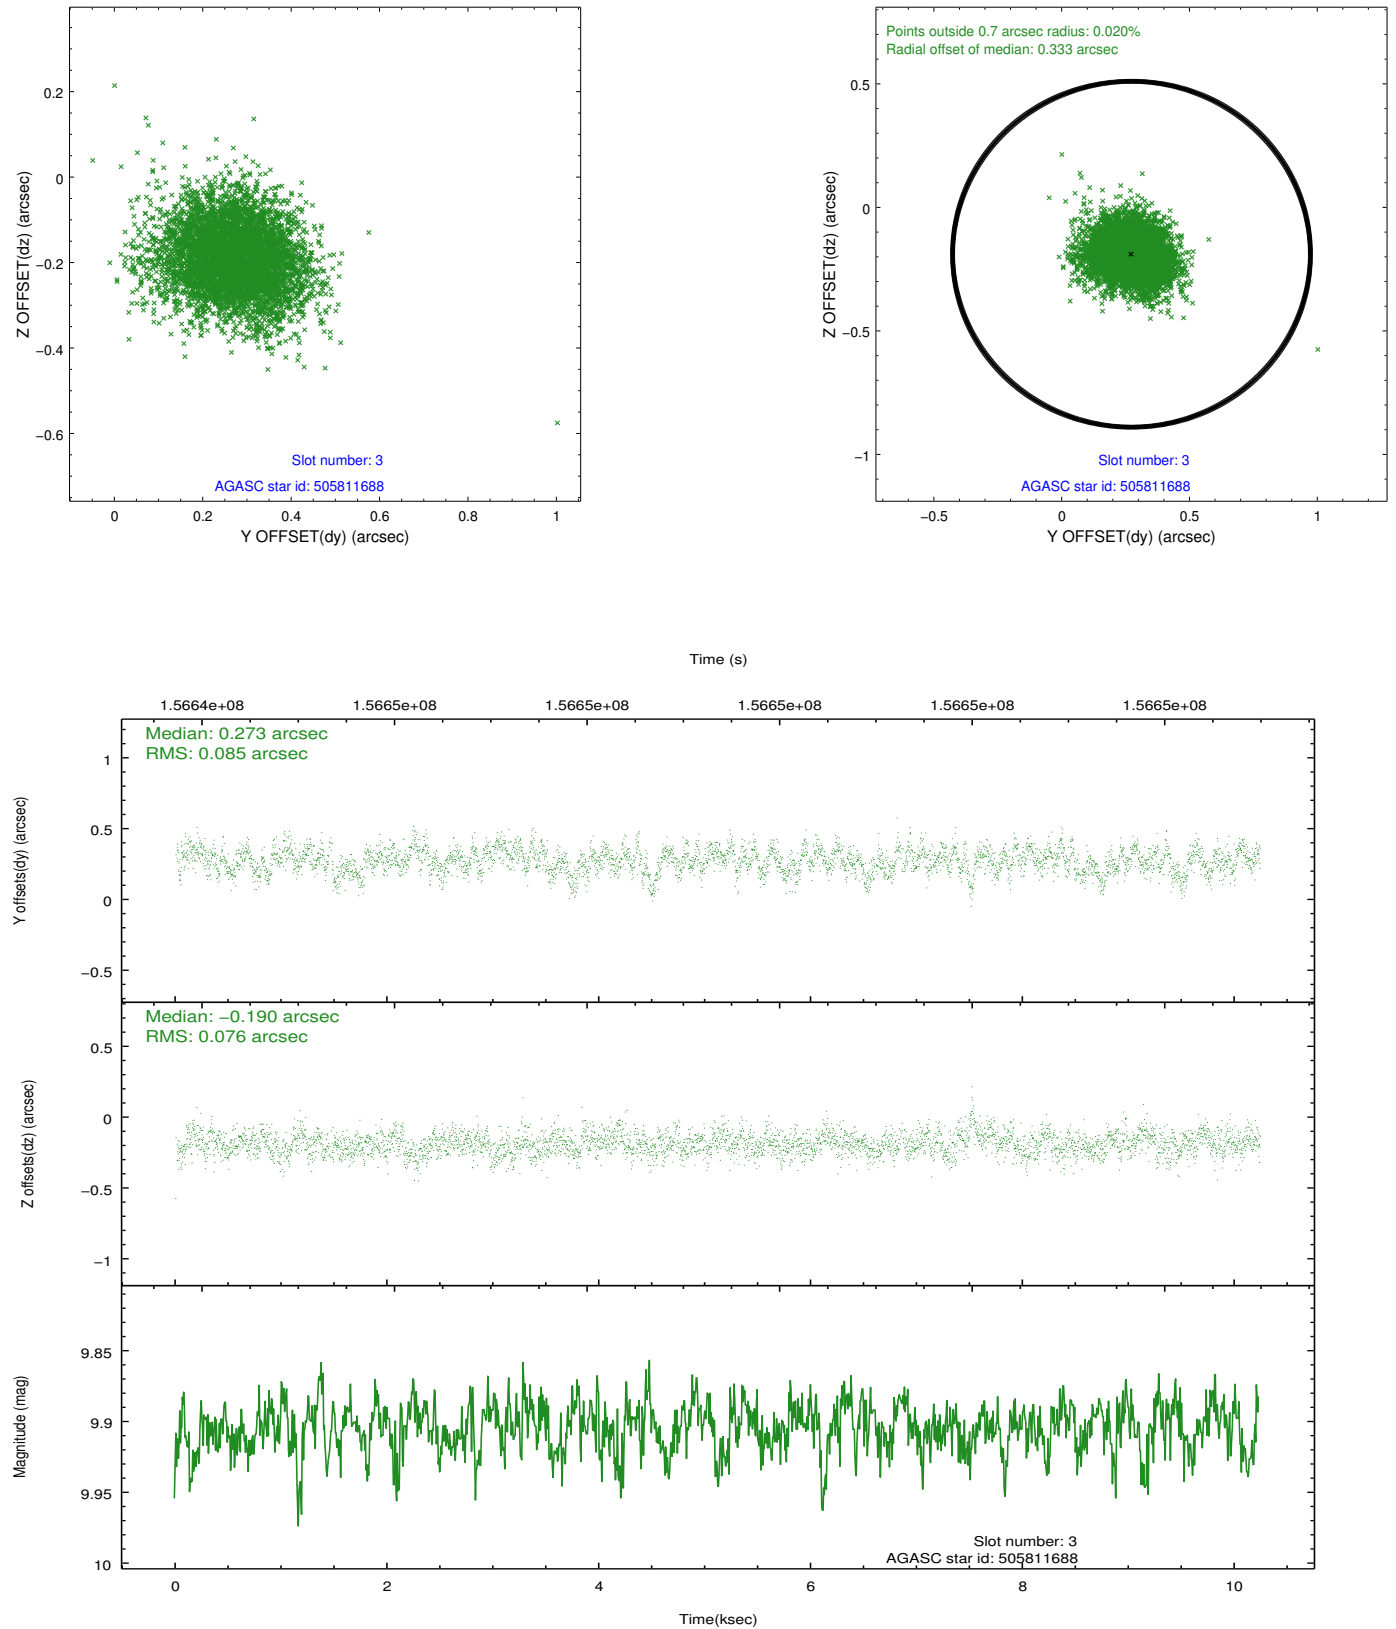 0.2
0
−0.2
−0.4
−0.6
Z OFFSET(dz) (arcsec)
Slot number: 3
AGASC star id: 505811688
0
0.2
0.4
0.6
0.8
1
Y OFFSET(dy) (arcsec)
Points outside 0.7 arcsec radius: 0.020%
Radial offset of median: 0.333 arcsec
0.5
0
−0.5
−1
Z OFFSET(dz) (arcsec)
Slot number: 3
AGASC star id: 505811688
−0.5
0
0.5
1
Y OFFSET(dy) (arcsec)
Time (s)
1.5664e+08
1.5665e+08
1.5665e+08
1.5665e+08
1.5665e+08
1.5665e+08
Median: 0.273 arcsec
RMS: 0.085 arcsec
1
0.5
0
−0.5
Y offsets(dy) (arcsec)
Median: −0.190 arcsec
RMS: 0.076 arcsec
0.5
0
−0.5
−1
Z offsets(dz) (arcsec)
9.85
9.9
9.95
10
Magnitude (mag)
Slot number: 3
AGASC star id: 505811688
0
2
4
6
8
10
Time(ksec)